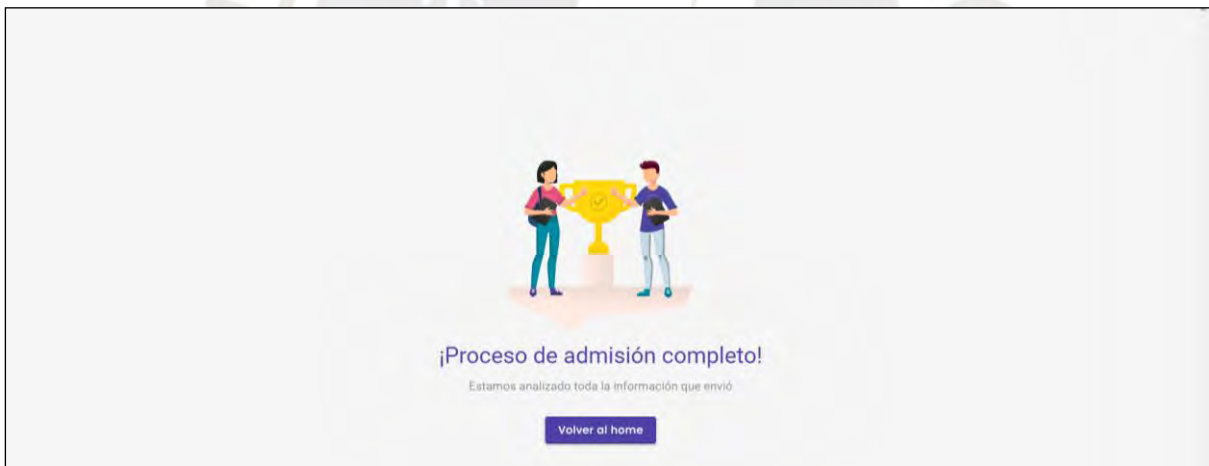 ¡Proceso de admisión completo!
Estamos analizado toda la información que envió
Volver al home